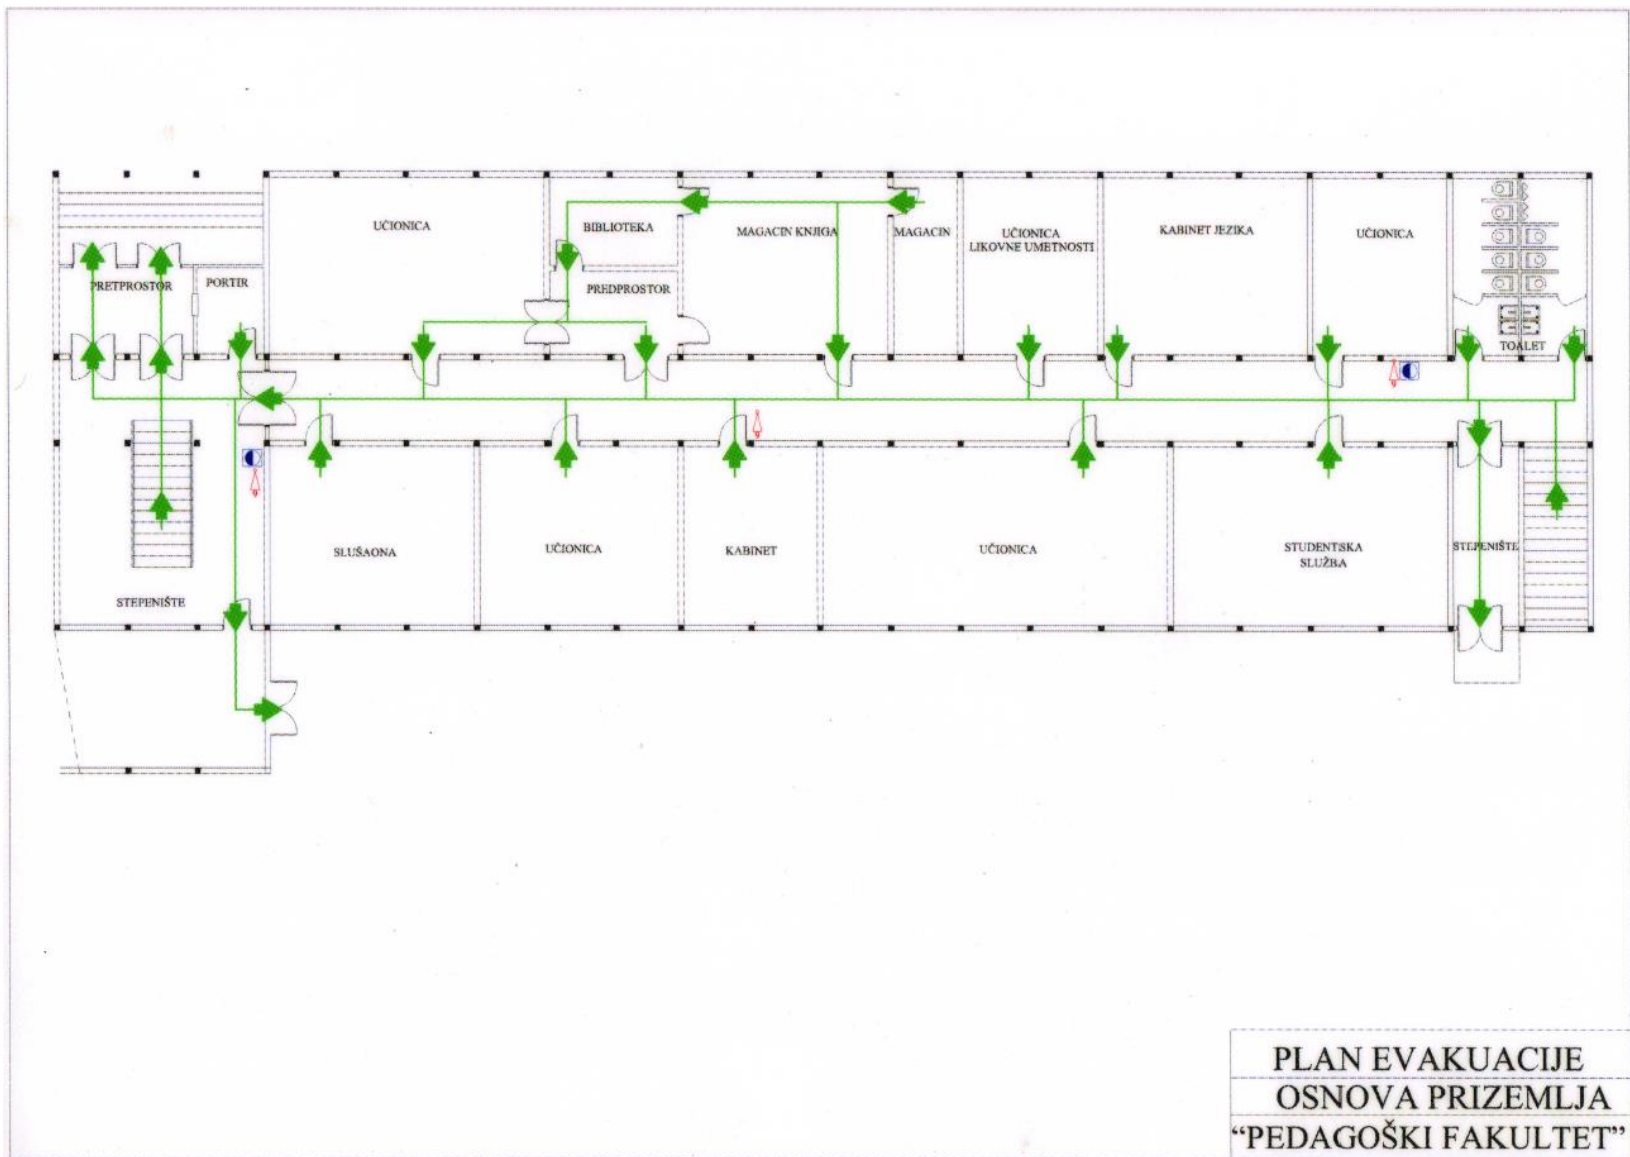 UČIONICA
BIBLIOTEKA
MAGACIN KNJIGA
MAGACIN
UČIONICA
LIKOVNE UMETNOSTI
KABINET JEZIKA
UČIONICA
PRETPROSTOR
PORTIR
PREDPROSTOR
TOALET
SLUŠAONA
UČIONICA
KABINET
UČIONICA
STUDENTSKA
SLUŽBA
STEPENIŠTE
STEPENIŠTE
PLAN EVAKUACIJE
OSNOVA PRIZEMLJA
“PEDAGOŠKI FAKULTET”